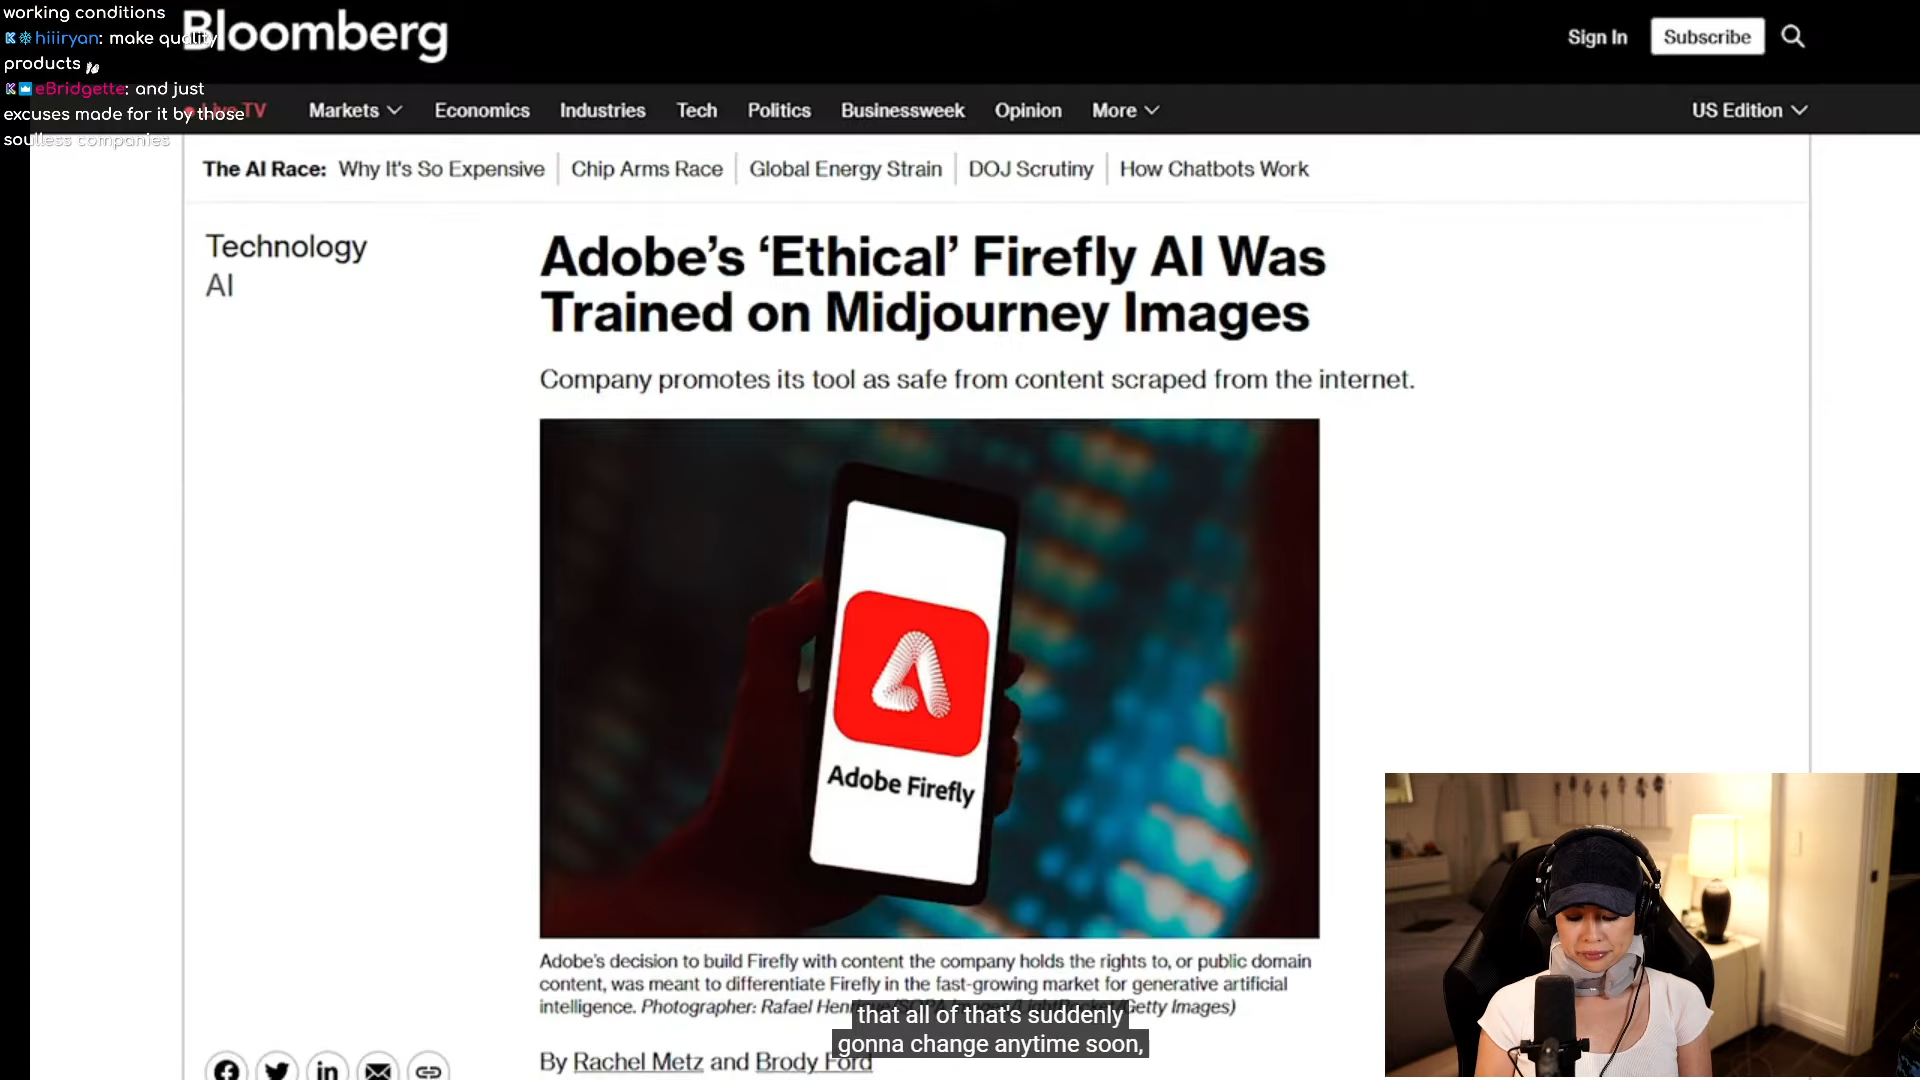 working conditions
hiiiryan: make quality
products
eBridgette: and just
excuses made for it by those
soulless companies
Bloomberg
Sign In
Subscribe
Live TV
Markets
Economics
Industries
Tech
Politics
Businessweek
Opinion
More
US Edition
The AI Race: Why It's So Expensive
Chip Arms Race
Global Energy Strain
DOJ Scrutiny
How Chatbots Work
Technology
AI
Adobe’s ‘Ethical’ Firefly AI Was
Trained on Midjourney Images
Company promotes its tool as safe from content scraped from the internet.
Adobe Firefly
Adobe’s decision to build Firefly with content the company holds the rights to, or public domain
content, was meant to differentiate Firefly in the fast-growing market for generative artificial
intelligence. Photographer: Rafael Henrique/SOPA Images/LightRocket/Getty Images)
that all of that's suddenly
gonna change anytime soon,
By Rachel Metz and Brody Ford